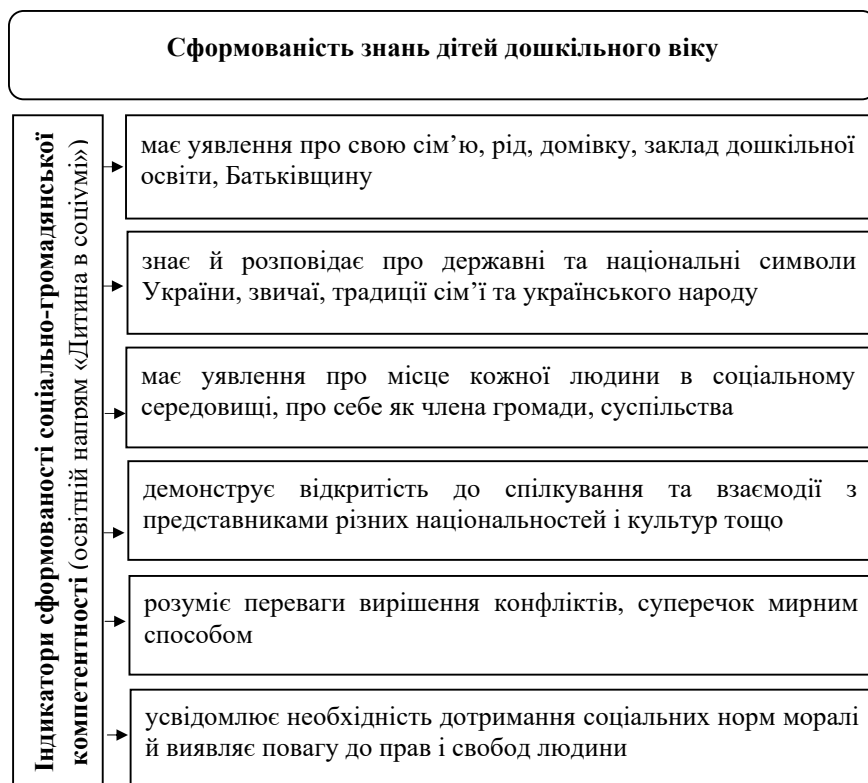 Сформованість знань дітей дошкільного віку
Індикатори сформованості соціально-громадянської
компетентності (освітній напрям «Дитина в соціумі»)
має уявлення про свою сім’ю, рід, домівку, заклад дошкільної
освіти, Батьківщину
знає й розповідає про державні та національні символи
України, звичаї, традиції сім’ї та українського народу
має уявлення про місце кожної людини в соціальному
середовищі, про себе як члена громади, суспільства
демонструє відкритість до спілкування та взаємодії з
представниками різних національностей і культур тощо
розуміє переваги вирішення конфліктів, суперечок мирним
способом
усвідомлює необхідність дотримання соціальних норм моралі
й виявляє повагу до прав і свобод людини